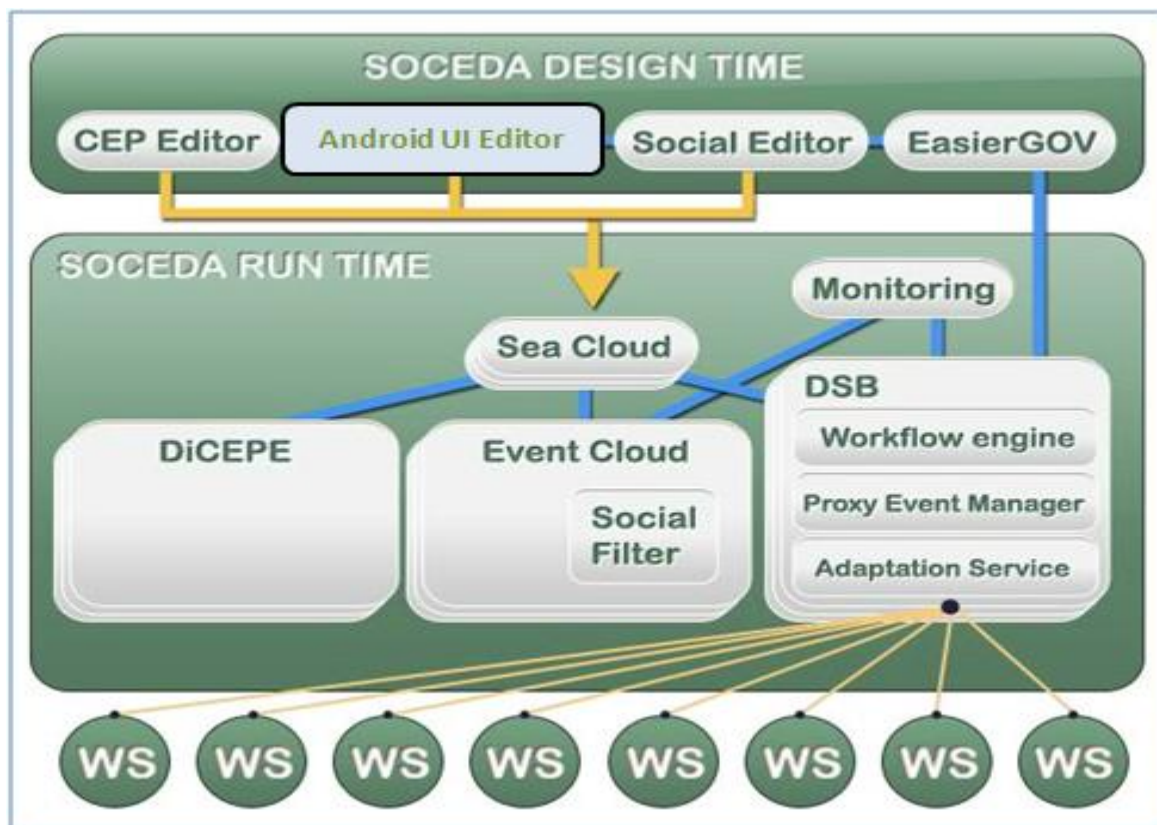 SOCEDA DESIGN TIME
CEP Editor
Android UI Editor
Social Editor
EasierGOV
SOCEDA RUN TIME
Monitoring
Sea Cloud
DSB
DiCEPE
Event Cloud
Workflow engine
Social
Filter
Proxy Event Manager
Adaptation Service
WS
WS
WS
WS
WS
WS
WS
WS